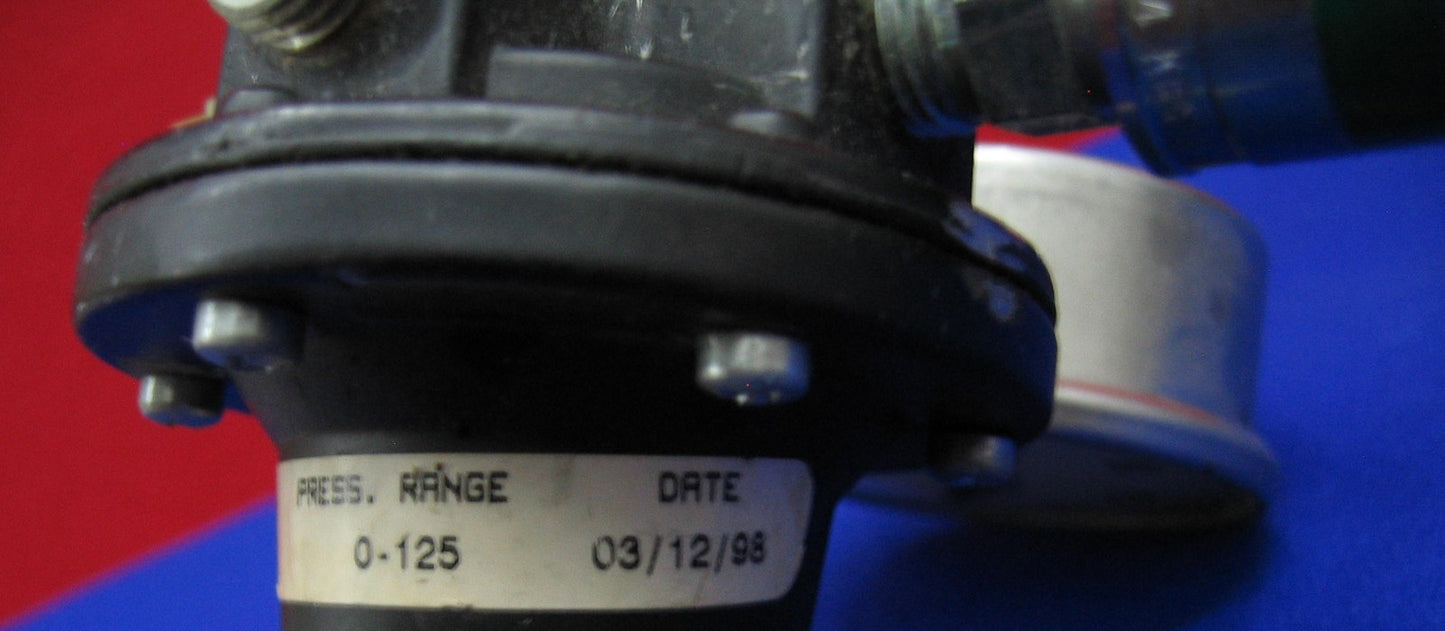 PRESS. RANGE DATE
0-125 03/12/98